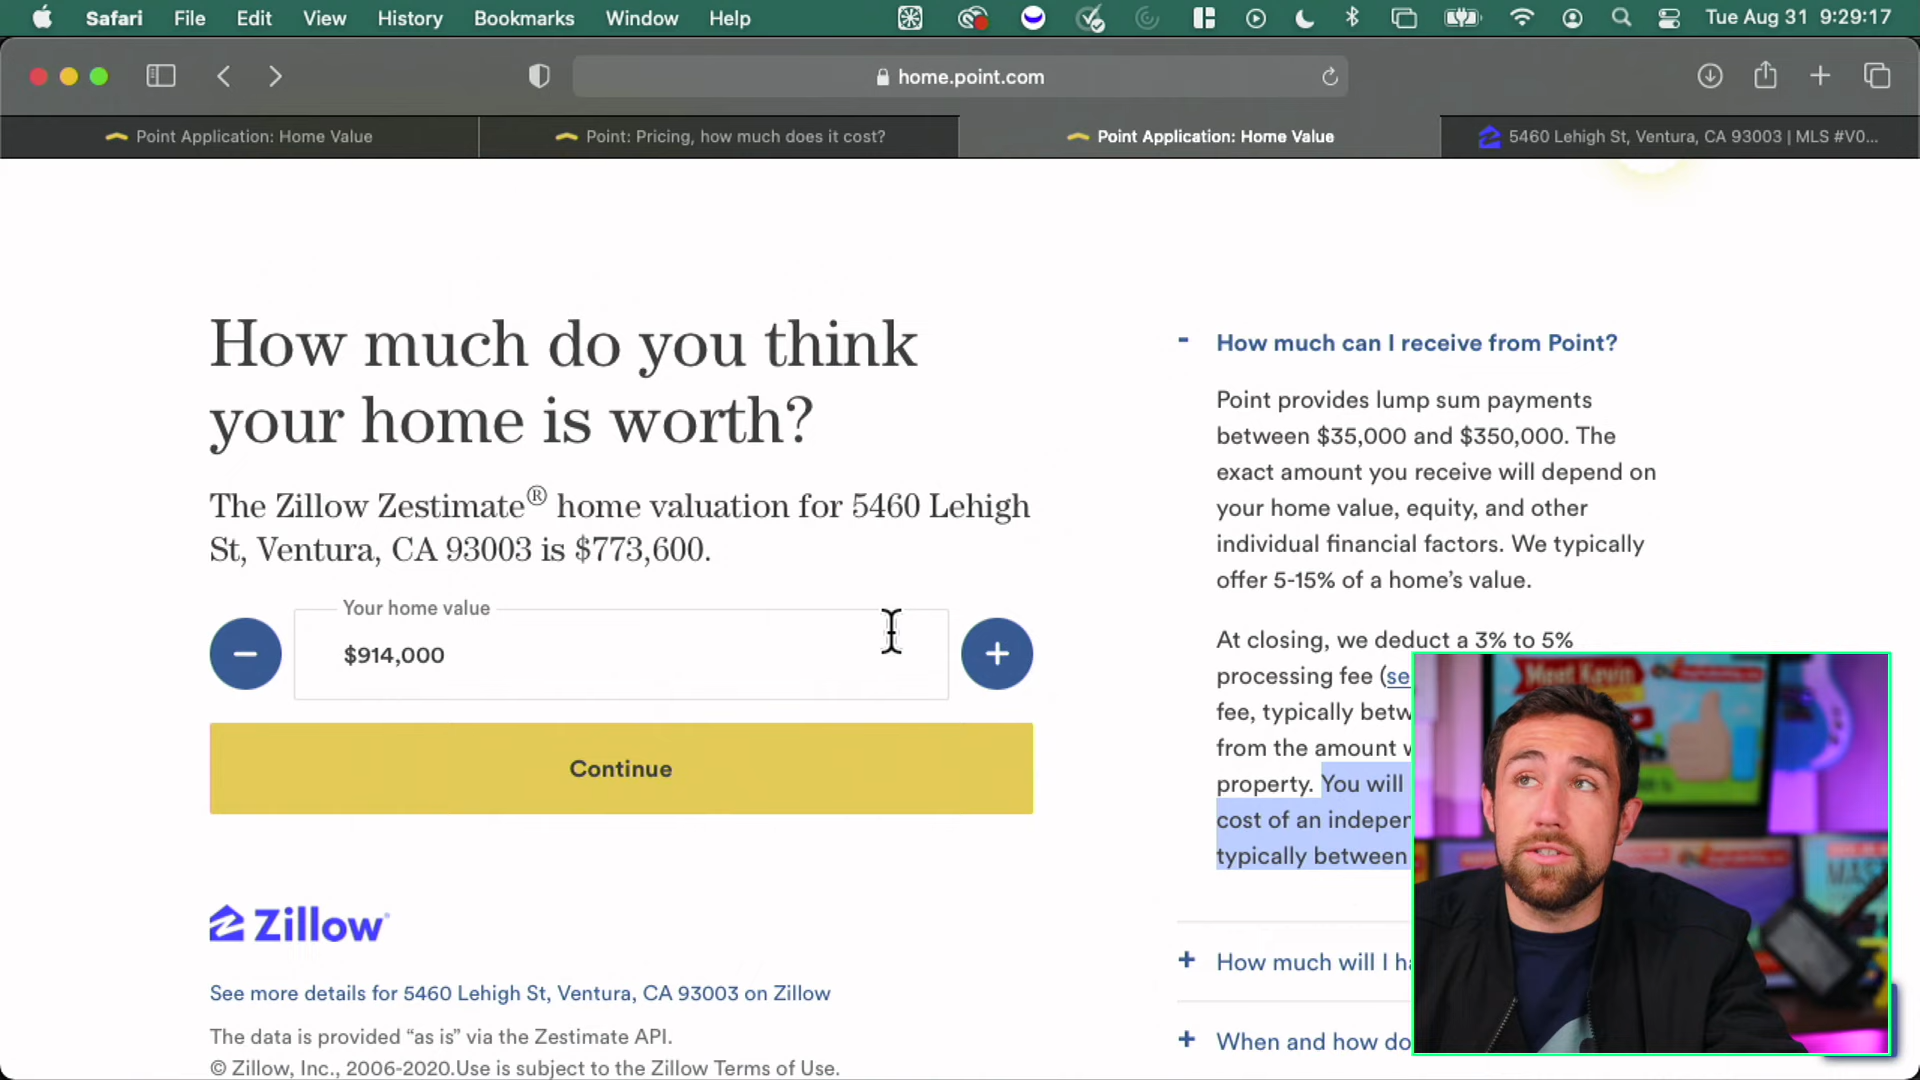 Safari File Edit View History Bookmarks Window Help Tue Aug 31 9:29:17
home.point.com
Point Application: Home Value
Point: Pricing, how much does it cost?
Point Application: Home Value
5460 Lehigh St, Ventura, CA 93003 | MLS #V0...
How much do you think
your home is worth?
The Zillow Zestimate® home valuation for 5460 Lehigh
St, Ventura, CA 93003 is $773,600.
Your home value
$914,000
Continue
Zillow
See more details for 5460 Lehigh St, Ventura, CA 93003 on Zillow
The data is provided “as is” via the Zestimate API.
© Zillow, Inc., 2006-2020.Use is subject to the Zillow Terms of Use.
- How much can I receive from Point?
Point provides lump sum payments
between $35,000 and $350,000. The
exact amount you receive will depend on
your home value, equity, and other
individual financial factors. We typically
offer 5-15% of a home’s value.
At closing, we deduct a 3% to 5%
processing fee (se
fee, typically betw
from the amount
property. You will
cost of an indepen
typically between
+ How much will I h
+ When and how do
Meet Kevin